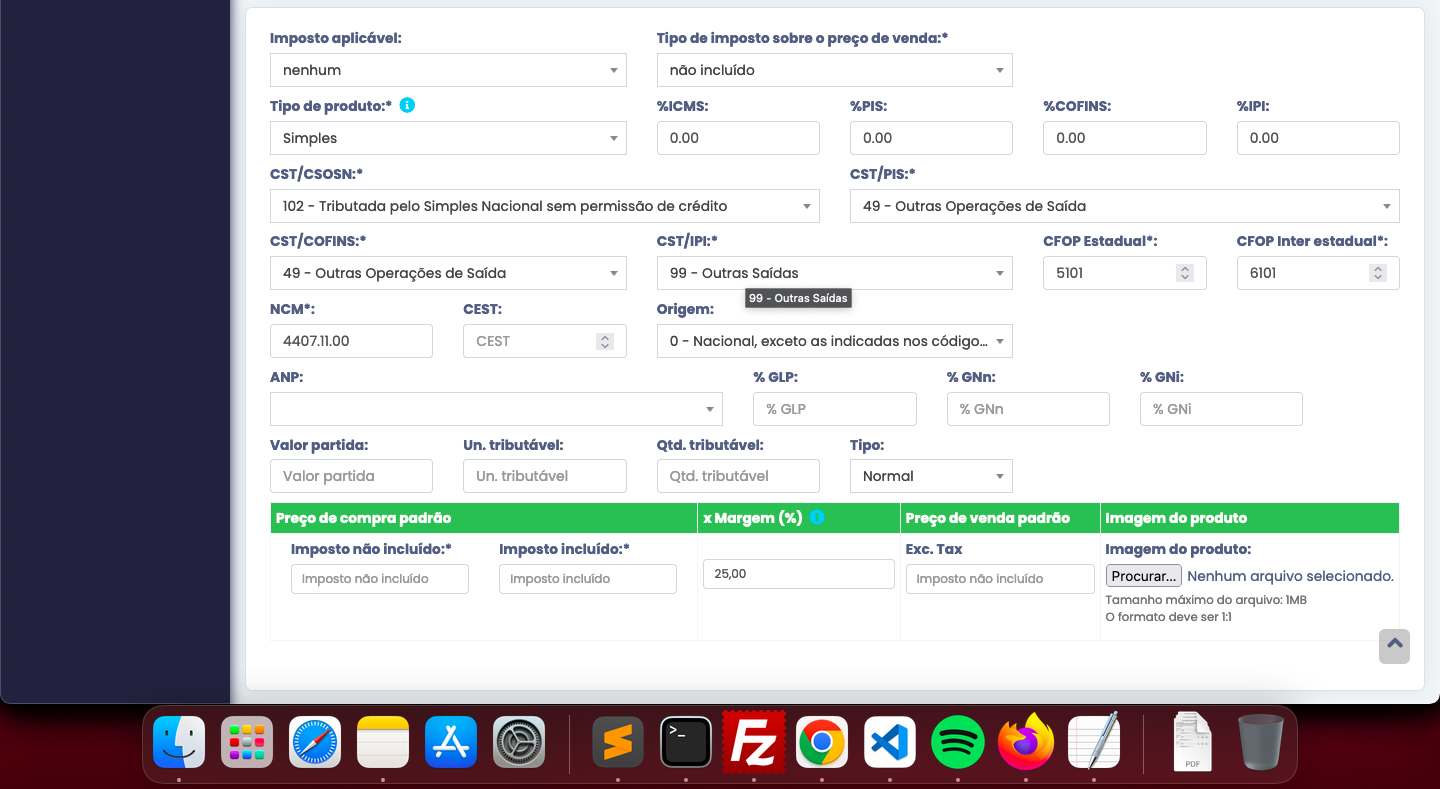 Imposto aplicável: Tipo de imposto sobre o preço de venda:*
nenhum não incluído
Tipo de produto:* %ICMS: %PIS: %COFINS: %IPI:
Simples 0.00 0.00 0.00 0.00
CST/CSOSN:* CST/PIS:*
102 - Tributada pelo Simples Nacional sem permissão de crédito 49 - Outras Operações de Saída
CST/COFINS:* CST/IPI:* CFOP Estadual*: CFOP Inter estadual*:
49 - Outras Operações de Saída 99 - Outras Saídas 5101 6101
99 - Outras Saídas
NCM*: CEST: Origem:
4407.11.00 CEST 0 - Nacional, exceto as indicadas nos código...
ANP: % GLP: % GNn: % GNi:
% GLP % GNn % GNi
Valor partida: Un. tributável: Qtd. tributável: Tipo:
Valor partida Un. tributável Qtd. tributável Normal
Preço de compra padrão x Margem (%) Preço de venda padrão Imagem do produto
Imposto não incluído:* Imposto incluído:* Exc. Tax Imagem do produto:
Imposto não incluído Imposto incluído 25,00 Imposto não incluído Procurar... Nenhum arquivo selecionado.
Tamanho máximo do arquivo: 1MB
O formato deve ser 1:1
>_ Fz PDF